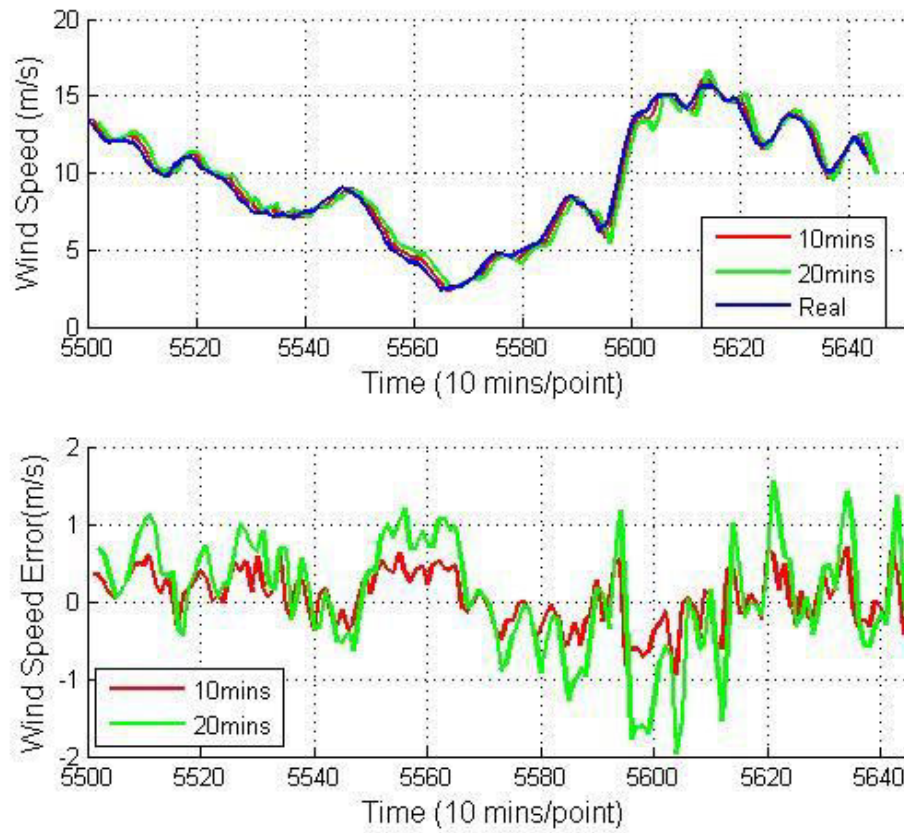 20
15
10
5
0
Wind Speed (m/s)
10mins
20mins
Real
5500 5520 5540 5560 5580 5600 5620 5640
Time (10 mins/point)
2
1
0
-1
-2
Wind Speed Error(m/s)
10mins
20mins
5500 5520 5540 5560 5580 5600 5620 5640
Time (10 mins/point)